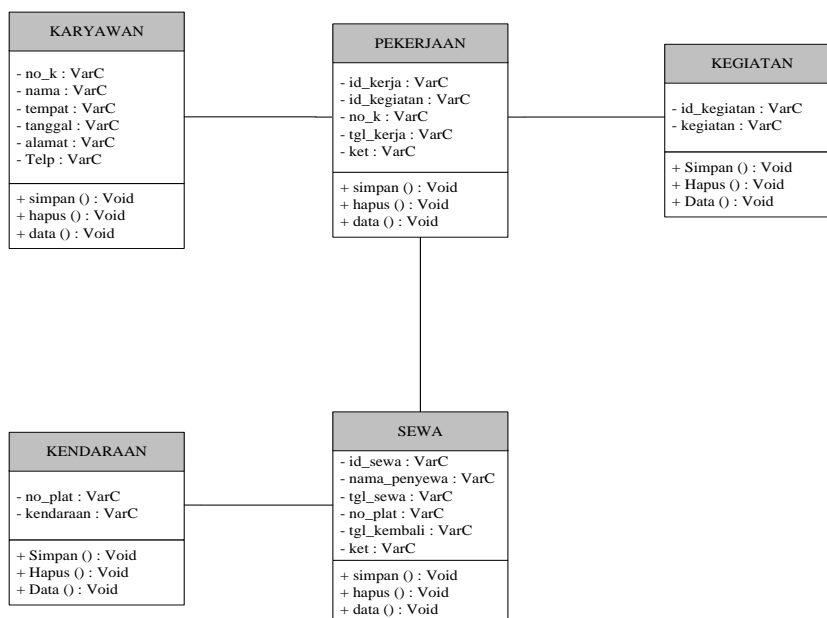 KARYAWAN
- no_k : VarC
- nama : VarC
- tempat : VarC
- tanggal : VarC
- alamat : VarC
- Telp : VarC
+ simpan () : Void
+ hapus () : Void
+ data () : Void
PEKERJAAN
- id_kerja : VarC
- id_kegiatan : VarC
- no_k : VarC
- tgl_kerja : VarC
- ket : VarC
+ simpan () : Void
+ hapus () : Void
+ data () : Void
KEGIATAN
- id_kegiatan : VarC
- kegiatan : VarC
+ Simpan () : Void
+ Hapus () : Void
+ Data () : Void
KENDARAAN
- no_plat : VarC
- kendaraan : VarC
+ Simpan () : Void
+ Hapus () : Void
+ Data () : Void
SEWA
- id_sewa : VarC
- nama_penyewa : VarC
- tgl_sewa : VarC
- no_plat : VarC
- tgl_kembali : VarC
- ket : VarC
+ simpan () : Void
+ hapus () : Void
+ data () : Void